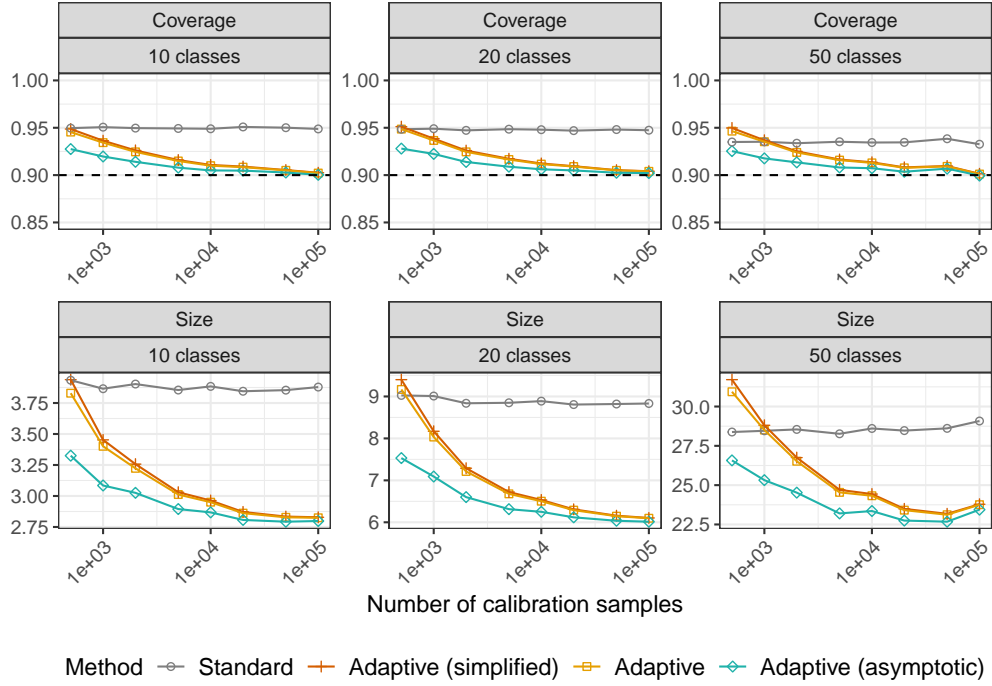 Coverage Coverage Coverage
10 classes 20 classes 50 classes
1.00 1.00 1.00
0.95 0.95 0.95
0.90 0.90 0.90
0.85 0.85 0.85
1e+03 1e+04 1e+05 1e+03 1e+04 1e+05 1e+03 1e+04 1e+05
Size Size Size
10 classes 20 classes 50 classes
3.75 9 30.0
3.50 8 27.5
3.25 7 25.0
3.00 6 22.5
2.75
1e+03 1e+04 1e+05 1e+03 1e+04 1e+05 1e+03 1e+04 1e+05
Number of calibration samples
Method Standard Adaptive (simplified) Adaptive Adaptive (asymptotic)